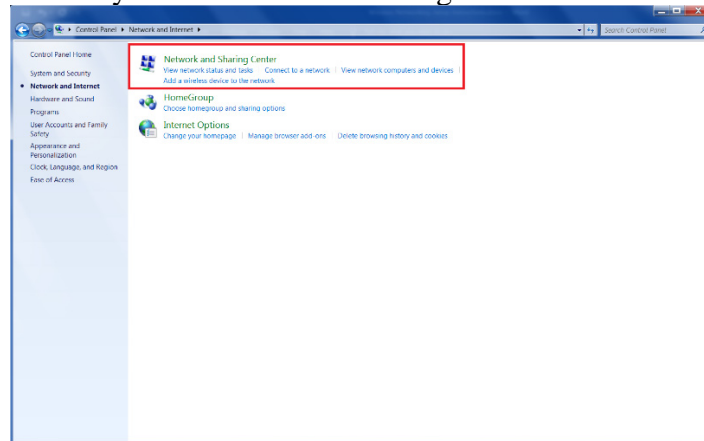 Control Panel ▸ Network and Internet ▸
Search Control Panel
Control Panel Home
System and Security
Network and Internet
Hardware and Sound
Programs
User Accounts and Family
Safety
Appearance and
Personalization
Clock, Language, and Region
Ease of Access
Network and Sharing Center
View network status and tasks Connect to a network | View network computers and devices |
Add a wireless device to the network
HomeGroup
Choose homegroup and sharing options
Internet Options
Change your homepage | Manage browser add-ons Delete browsing history and cookies